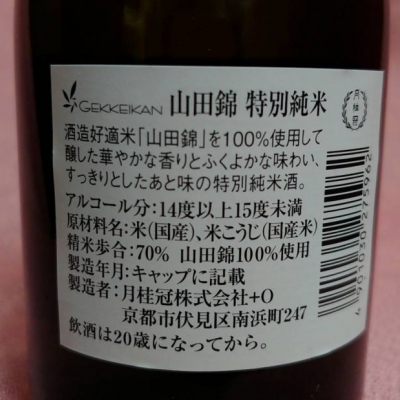 GEKKEIKAN 山田錦 特別純米
月桂冠
酒造好適米「山田錦」を100%使用して
醸した華やかな香りとふくよかな味わい、
すっきりとしたあと味の特別純米酒。
アルコール分:14度以上15度未満
原材料名:米(国産)、米こうじ(国産米)
精米歩合:70% 山田錦100%使用
製造年月:キャップに記載
製造者:月桂冠株式会社+O
京都市伏見区南浜町247
飲酒は20歳になってから。
4 901030 275962